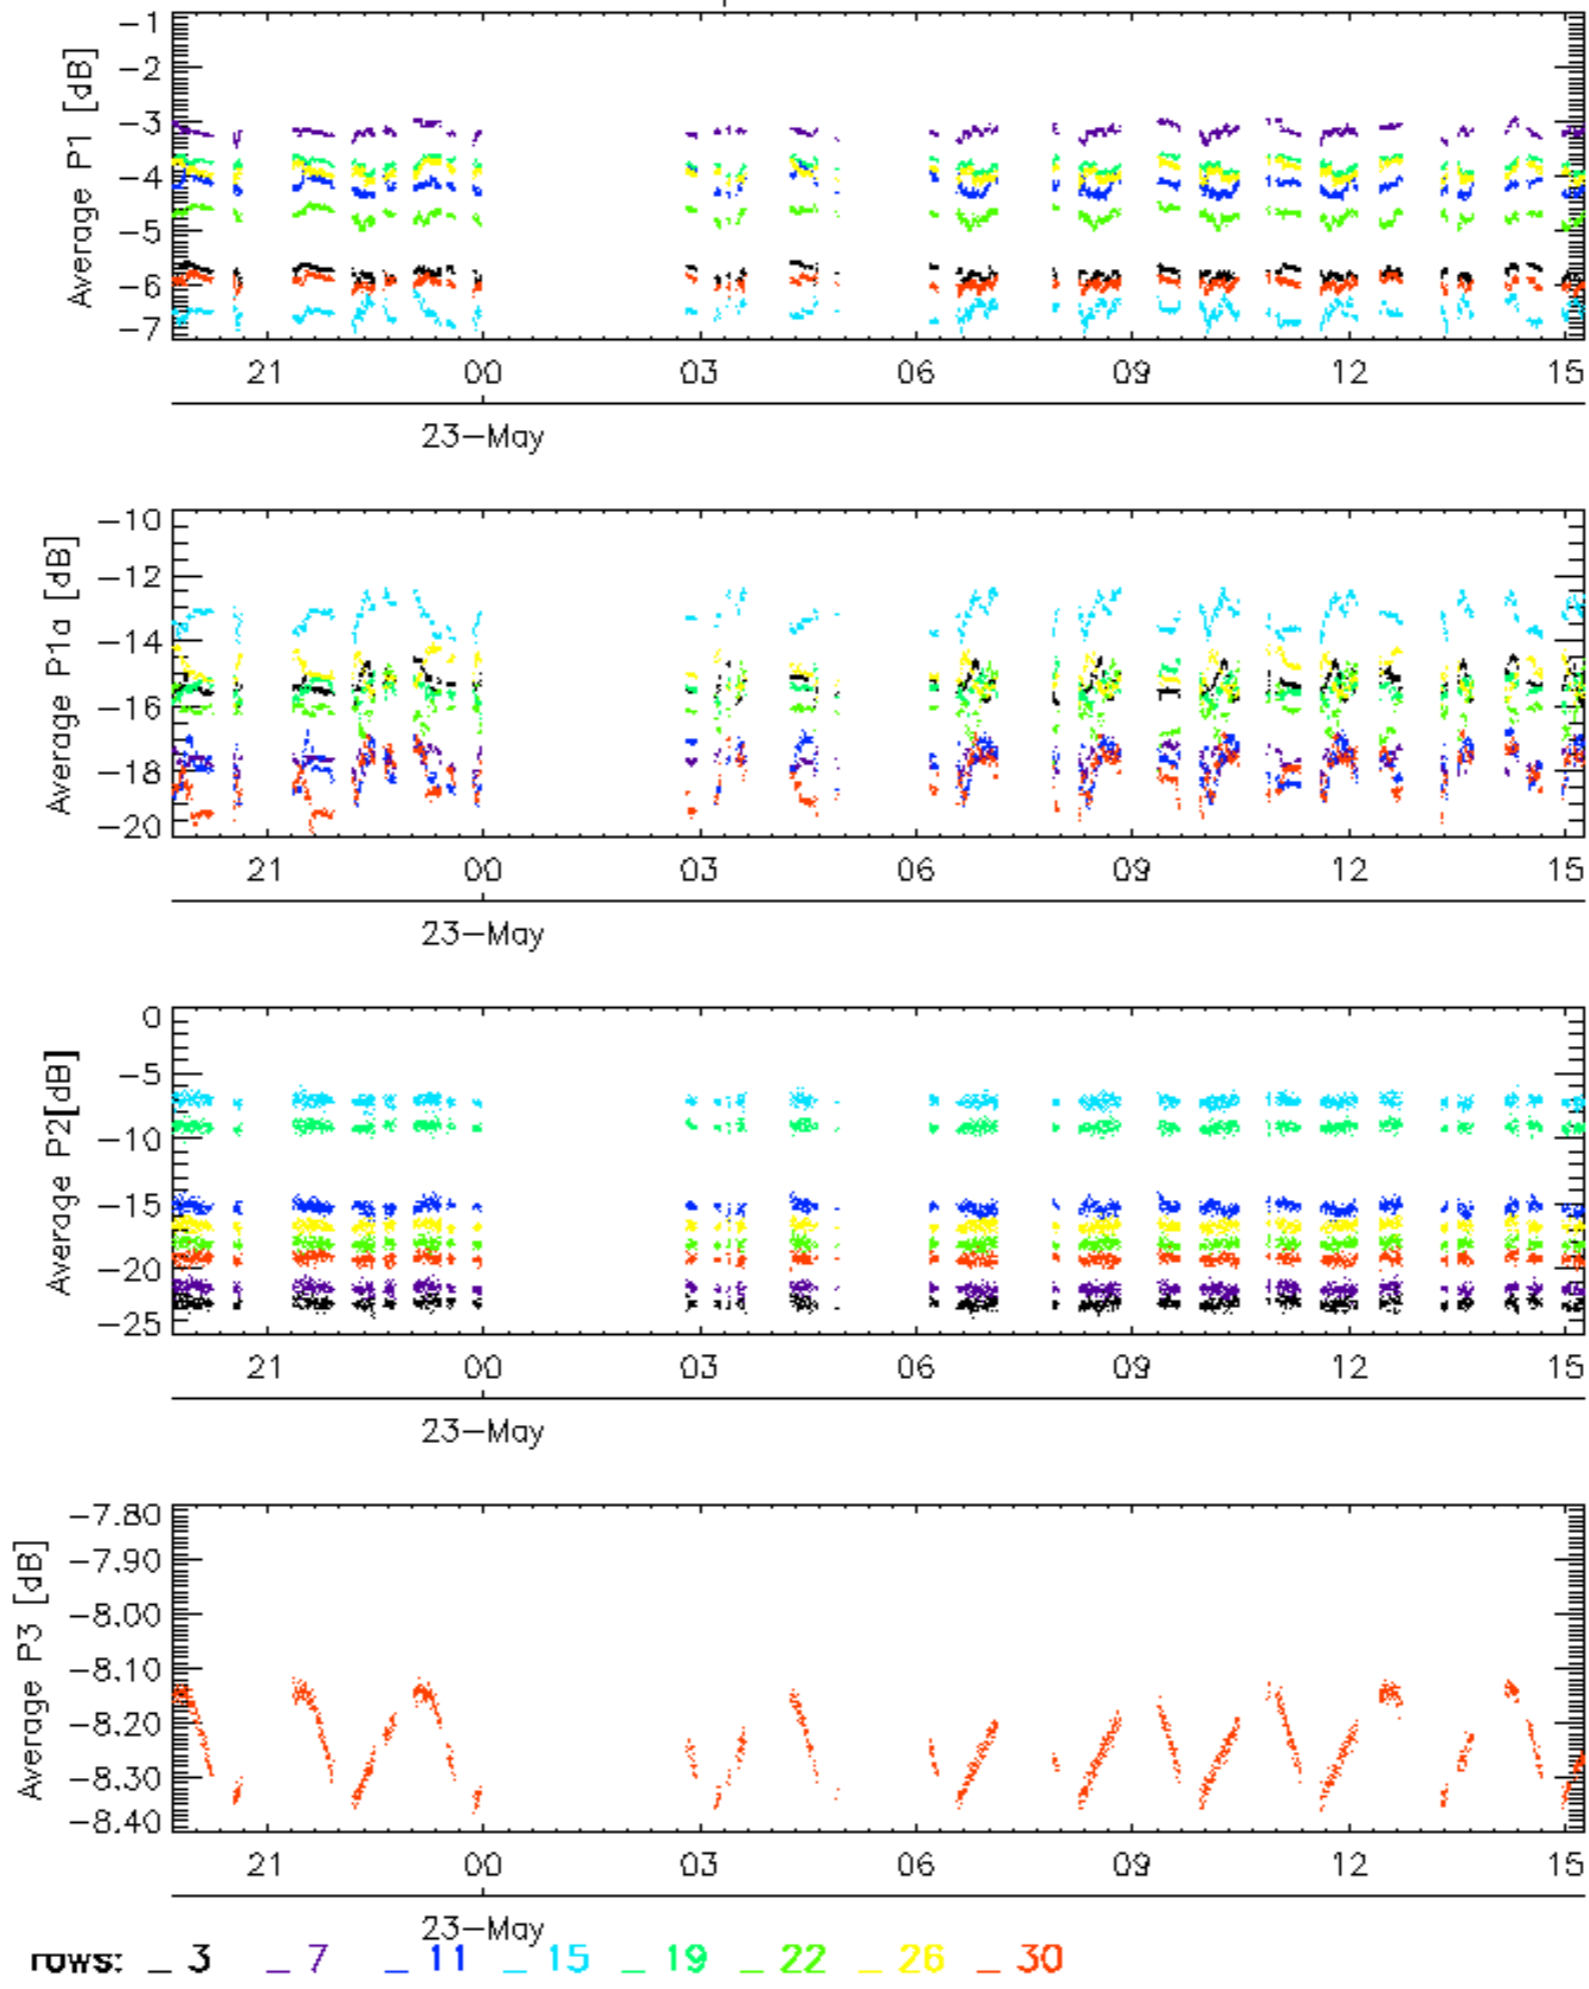 Average P1 [dB]
-1
-2
-3
-4
-5
-6
-7
21 00 03 06 09 12 15
23-May
Average P1a [dB]
-10
-12
-14
-16
-18
-20
21 00 03 06 09 12 15
23-May
Average P2[dB]
0
-5
-10
-15
-20
-25
21 00 03 06 09 12 15
23-May
Average P3 [dB]
-7.80
-7.90
-8.00
-8.10
-8.20
-8.30
-8.40
21 00 03 06 09 12 15
23-May
rows: _ 3 _ 7 _ 11 _ 15 _ 19 _ 22 _ 26 _ 30